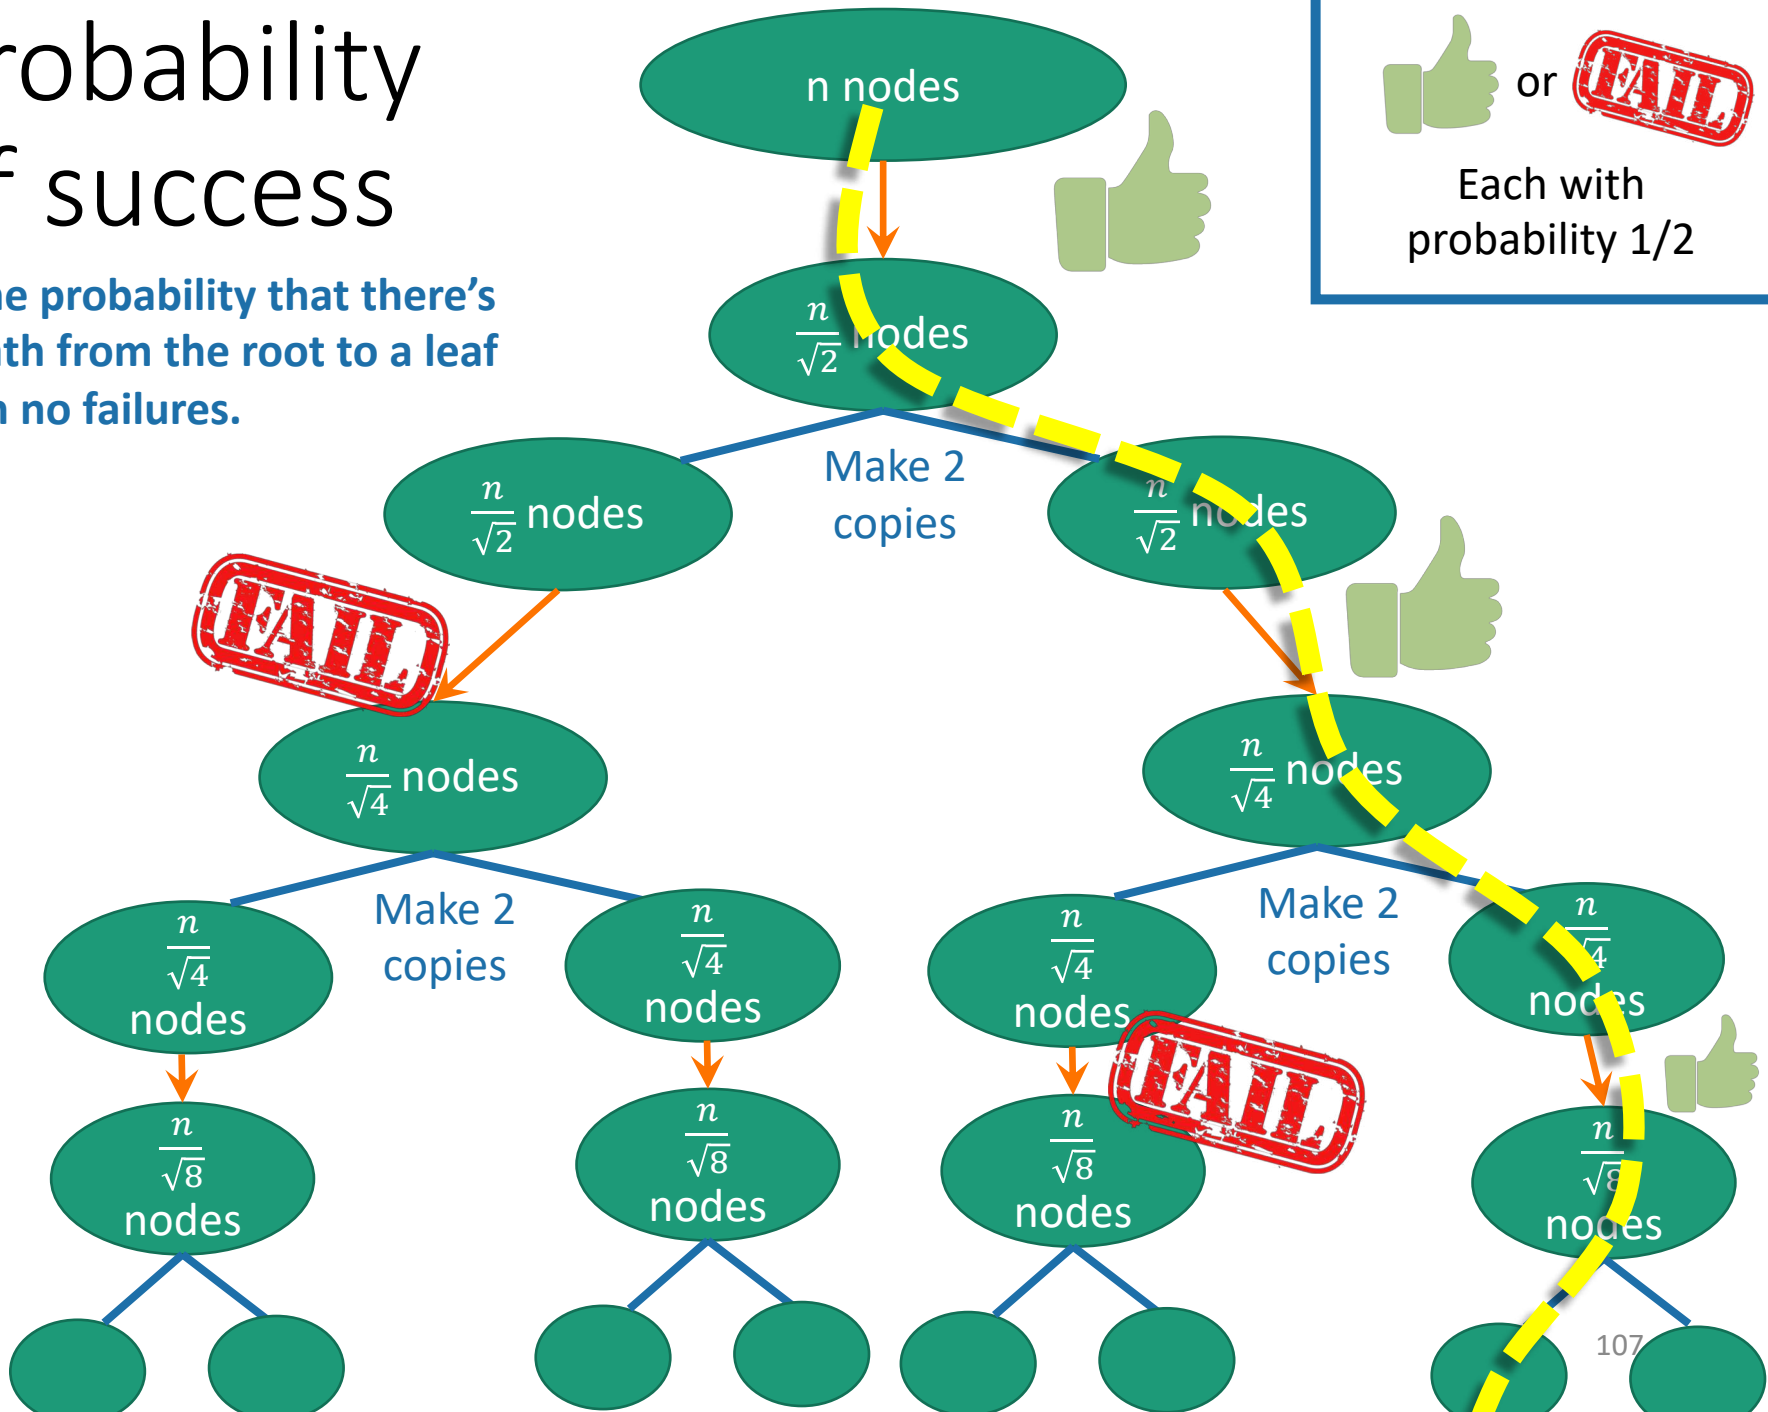 robability
f success
ne probability that there's
ath from the root to a leaf
h no failures.
or FAIL
Each with
probability 1/2
n nodes
n/√2 nodes
Make 2
copies
n/√2 nodes
n/√2 nodes
FAIL
n/√4 nodes
n/√4 nodes
Make 2
copies
Make 2
copies
n/√4
nodes
n/√4
nodes
n/√4
nodes
n/√4
nodes
FAIL
n/√8
nodes
n/√8
nodes
n/√8
nodes
n/√8
nodes
107